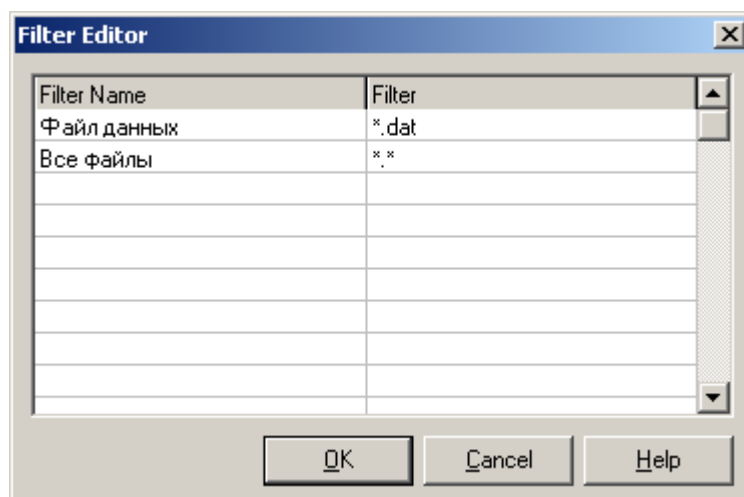 Filter Editor
Filter Name Filter
Файл данных *.dat
Все файлы *.*
OK Cancel Help